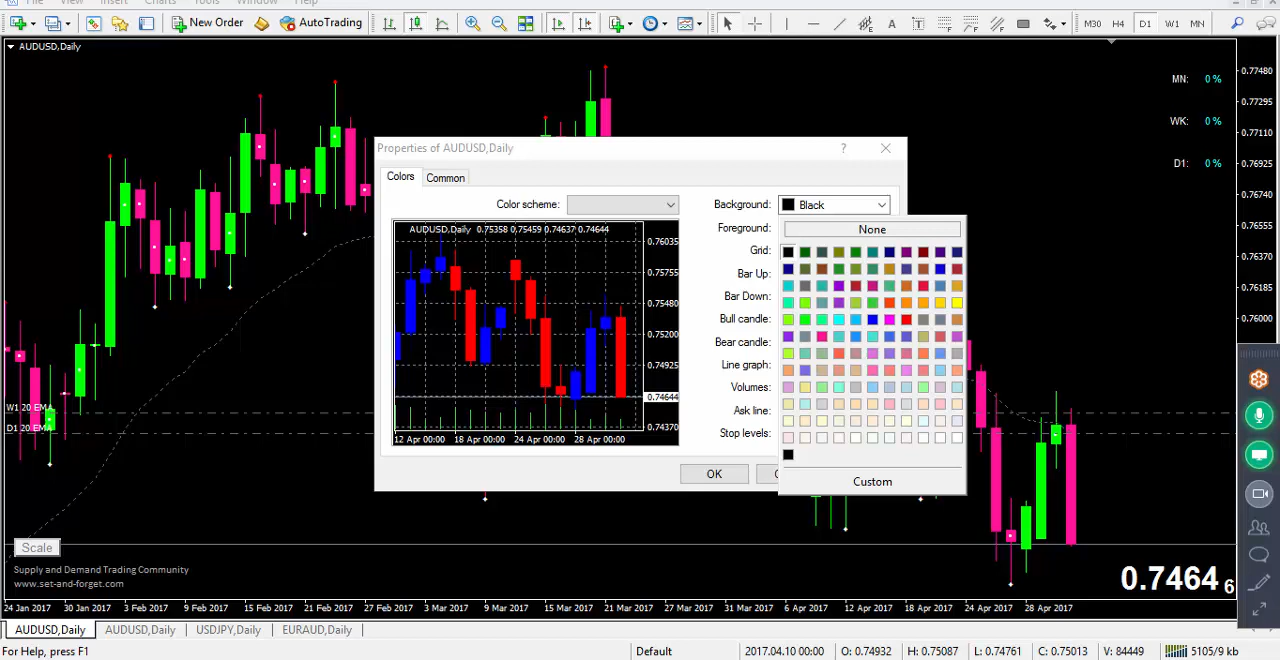 File View Insert Charts Tools Window Help
New Order AutoTrading A T E F M30 H4 D1 W1 MN
AUDUSD,Daily
0.77480
MN: 0 %
0.77295
WK: 0 %
0.77110
D1: 0 %
0.76925
0.76740
0.76555
0.76370
0.76185
0.76000
Properties of AUDUSD,Daily ? 
Colors Common
Color scheme:
Background: Black
Foreground: None
Grid:
Bar Up:
Bar Down:
Bull candle:
Bear candle:
Line graph:
Volumes:
Ask line:
Stop levels:
Custom
AUDUSD,Daily 0.75358 0.75459 0.74637 0.74644
0.76035
0.75755
0.75480
0.75200
0.74925
0.74644
0.74370
12 Apr 00:00 18 Apr 00:00 24 Apr 00:00 28 Apr 00:00
OK
W1 20 EMA
D1 20 EMA
Scale
Supply and Demand Trading Community
www.set-and-forget.com
0.74646
24 Jan 2017 30 Jan 2017 3 Feb 2017 9 Feb 2017 15 Feb 2017 21 Feb 2017 27 Feb 2017 3 Mar 2017 9 Mar 2017 15 Mar 2017 21 Mar 2017 27 Mar 2017 31 Mar 2017 6 Apr 2017 12 Apr 2017 18 Apr 2017 24 Apr 2017 28 Apr 2017
AUDUSD,Daily AUDUSD,Daily USDJPY,Daily EURAUD,Daily
For Help, press F1 Default 2017.04.10 00:00 O: 0.74932 H: 0.75087 L: 0.74761 C: 0.75013 V: 84449 5105/9 kb